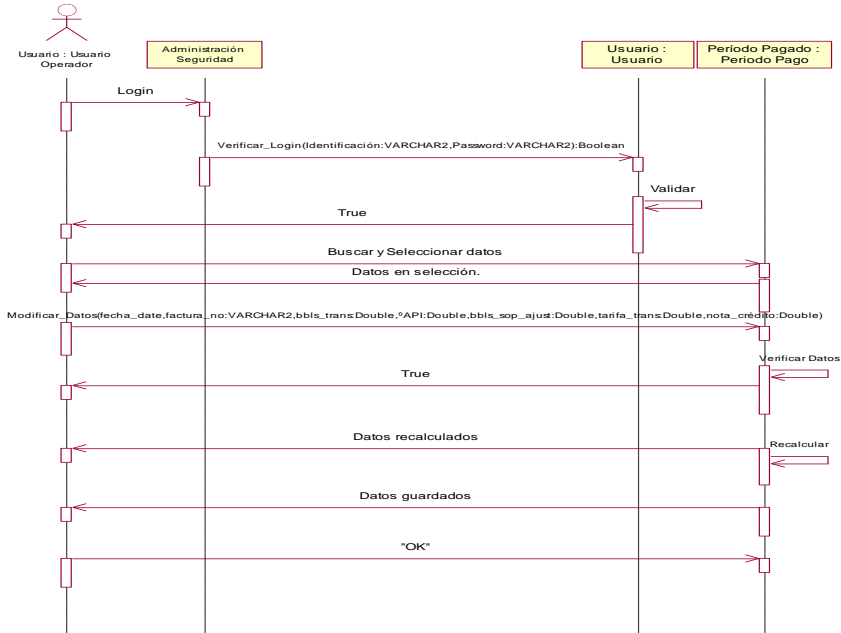 Usuario : Usuario
Operador
Administración
Seguridad
Usuario :
Usuario
Período Pagado :
Periodo Pago
Login
Verificar_Login(Identificación:VARCHAR2,Password:VARCHAR2):Boolean
Validar
True
Buscar y Seleccionar datos
Datos en selección.
Modificar_Datos(fecha_date,factura_no:VARCHAR2,bbls_trans:Double,ºAPI:Double,bbls_sop_ajust:Double,tarifa_trans:Double,nota_crédito:Double)
Verificar Datos
True
Datos recalculados
Recalcular
Datos guardados
"OK"